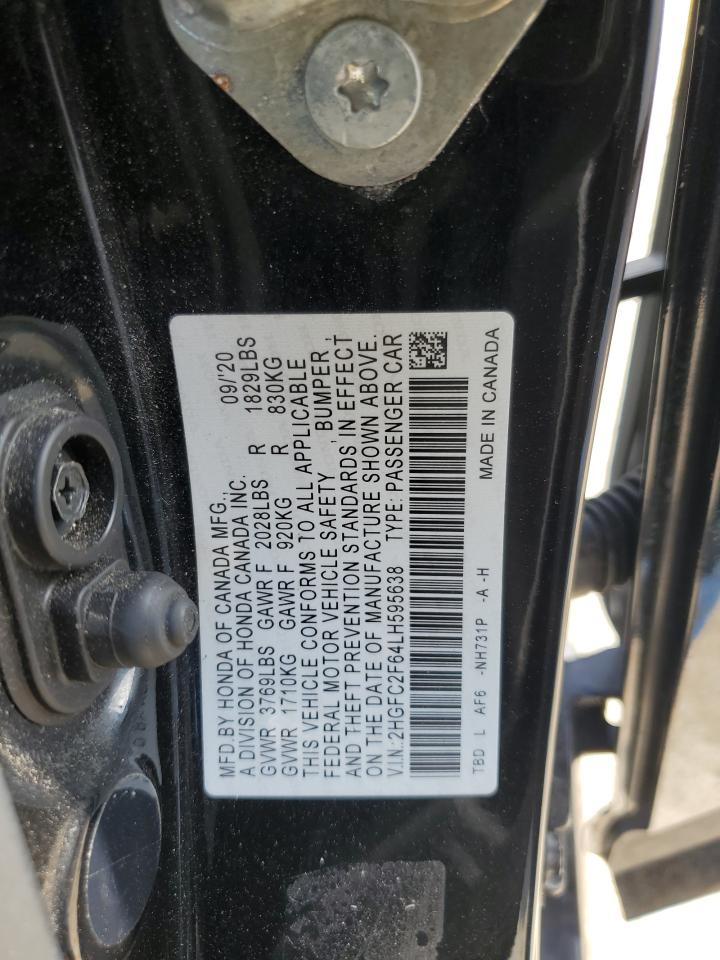 MFD.BY HONDA OF CANADA MFG., 09/'20
A DIVISION OF HONDA CANADA INC.
GVWR 3769LBS GAWR F 2028LBS R 1829LBS
GVWR 1710KG GAWR F 920KG R 830KG
THIS VEHICLE CONFORMS TO ALL APPLICABLE
FEDERAL MOTOR VEHICLE SAFETY, BUMPER,
AND THEFT PREVENTION STANDARDS IN EFFECT
ON THE DATE OF MANUFACTURE SHOWN ABOVE.
V.I.N.:2HGFC2F64LH595638 TYPE: PASSENGER CAR
TBD L AF6 -NH731P -A -H MADE IN CANADA